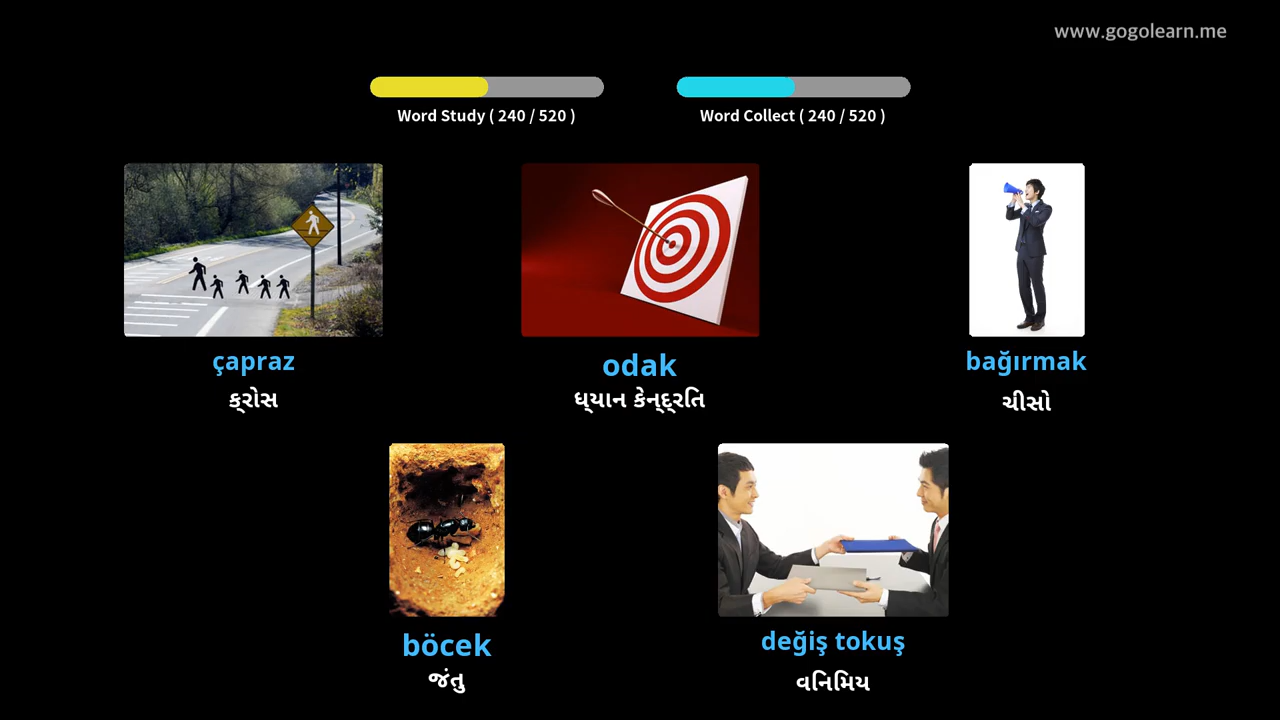 www.gogolearn.me
Word Study ( 240 / 520 )
Word Collect ( 240 / 520 )
çapraz
ક્રોસ
odak
ધ્યાન કેન્દ્રતિ
bağırmak
ચીસો
böcek
જંતુ
değiş tokuş
વનિમિય